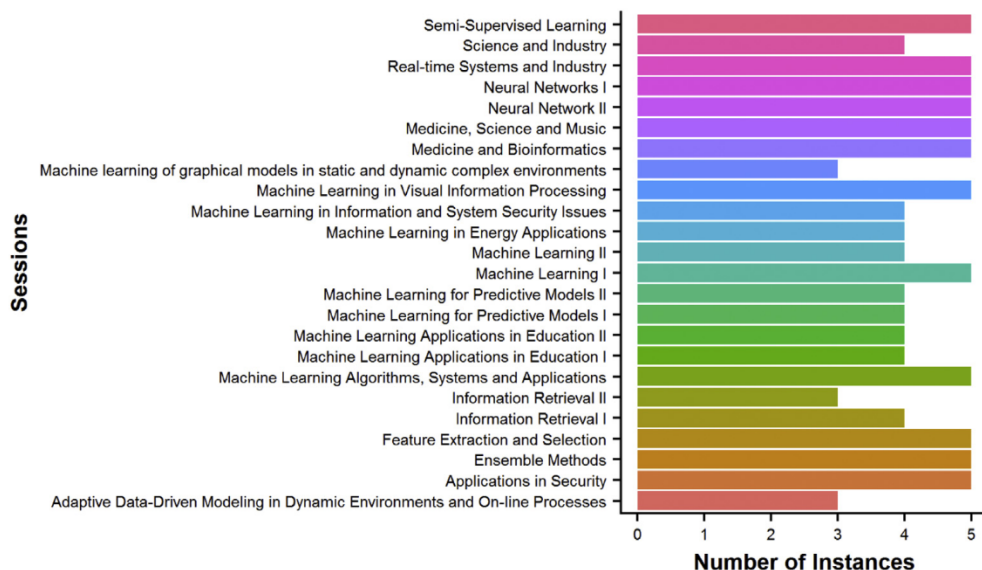 Semi-Supervised Learning
Science and Industry
Real-time Systems and Industry
Neural Networks I
Neural Network II
Medicine, Science and Music
Medicine and Bioinformatics
Machine learning of graphical models in static and dynamic complex environments
Machine Learning in Visual Information Processing
Machine Learning in Information and System Security Issues
Machine Learning in Energy Applications
Machine Learning II
Machine Learning I
Machine Learning for Predictive Models II
Machine Learning for Predictive Models I
Machine Learning Applications in Education II
Machine Learning Applications in Education I
Machine Learning Algorithms, Systems and Applications
Information Retrieval II
Information Retrieval I
Feature Extraction and Selection
Ensemble Methods
Applications in Security
Adaptive Data-Driven Modeling in Dynamic Environments and On-line Processes
Sessions
0 1 2 3 4 5
Number of Instances